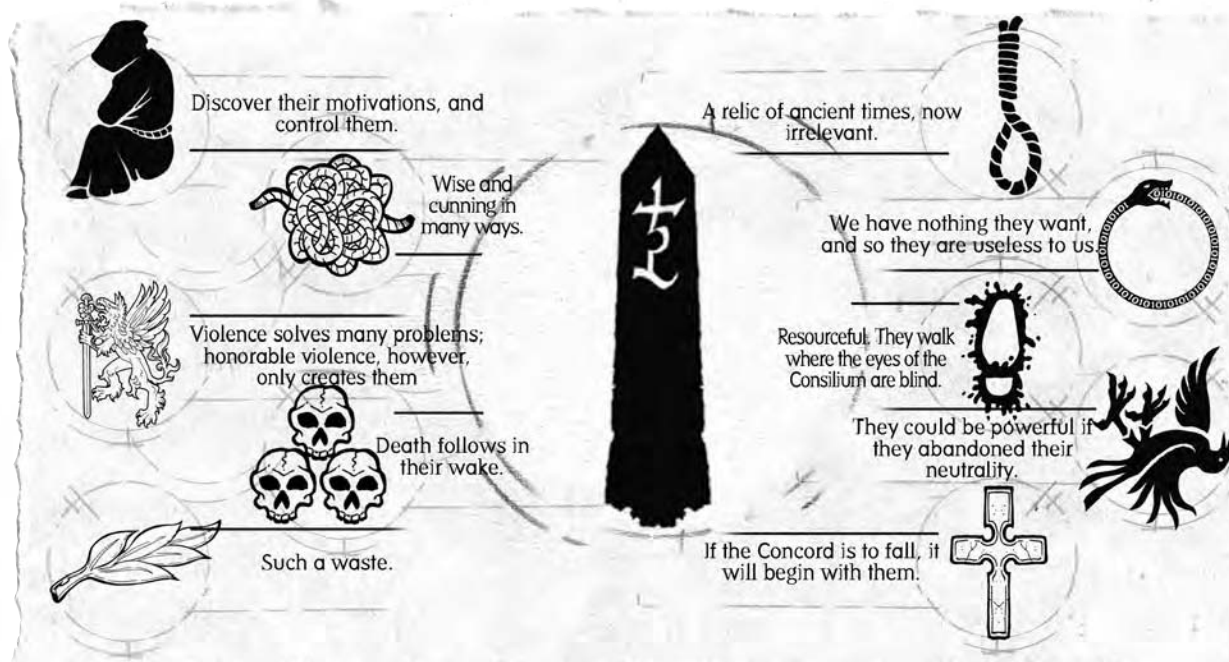 Discover their motivations, and
control them.
Wise and
cunning in
many ways.
Violence solves many problems;
honorable violence, however,
only creates them
Death follows in
their wake.
Such a waste.
A relic of ancient times, now
irrelevant.
We have nothing they want,
and so they are useless to us.
Resourceful. They walk
where the eyes of the
Consilium are blind.
They could be powerful if
they abandoned their
neutrality.
If the Concord is to fall, it
will begin with them.